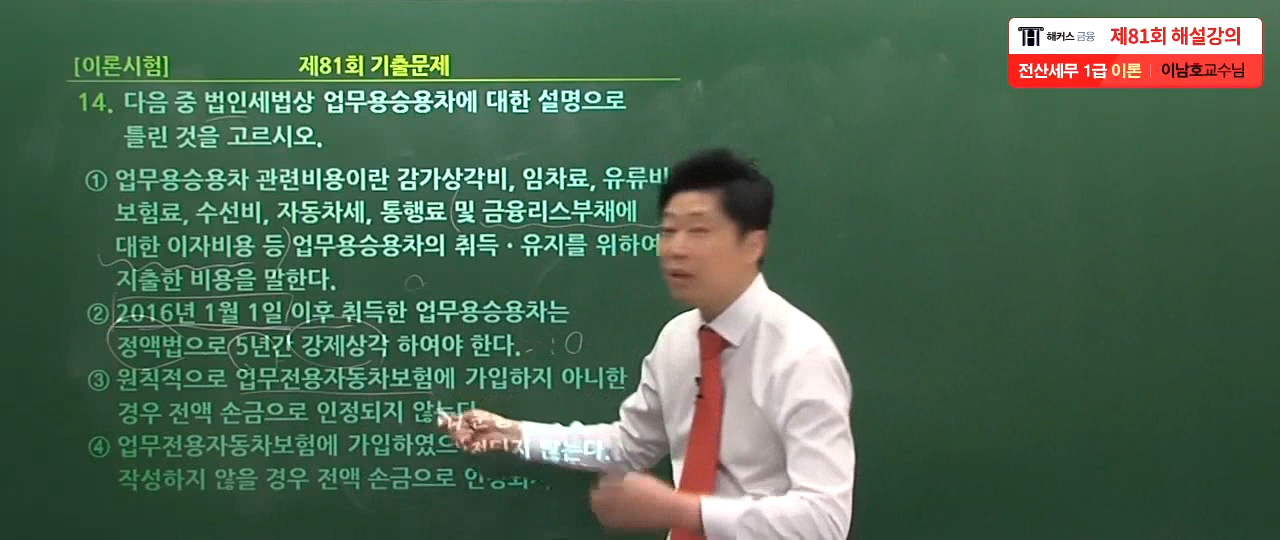 해커스 금융 제81회 해설강의
전산세무 1급 이론 | 이남호교수님
[이론시험] 제81회 기출문제
14. 다음 중 법인세법상 업무용승용차에 대한 설명으로
틀린 것을 고르시오.
① 업무용승용차 관련비용이란 감가상각비, 임차료, 유류비
보험료, 수선비, 자동차세, 통행료 및 금융리스부채에
대한 이자비용 등 업무용승용차의 취득·유지를 위하여
지출한 비용을 말한다.
② 2016년 1월 1일 이후 취득한 업무용승용차는
정액법으로 5년간 강제상각 하여야 한다.
③ 원칙적으로 업무전용자동차보험에 가입하지 아니한
경우 전액 손금으로 인정되지 않는다
④ 업무전용자동차보험에 가입하였으
작성하지 않을 경우 전액 손금으로 인정되지 않는다.